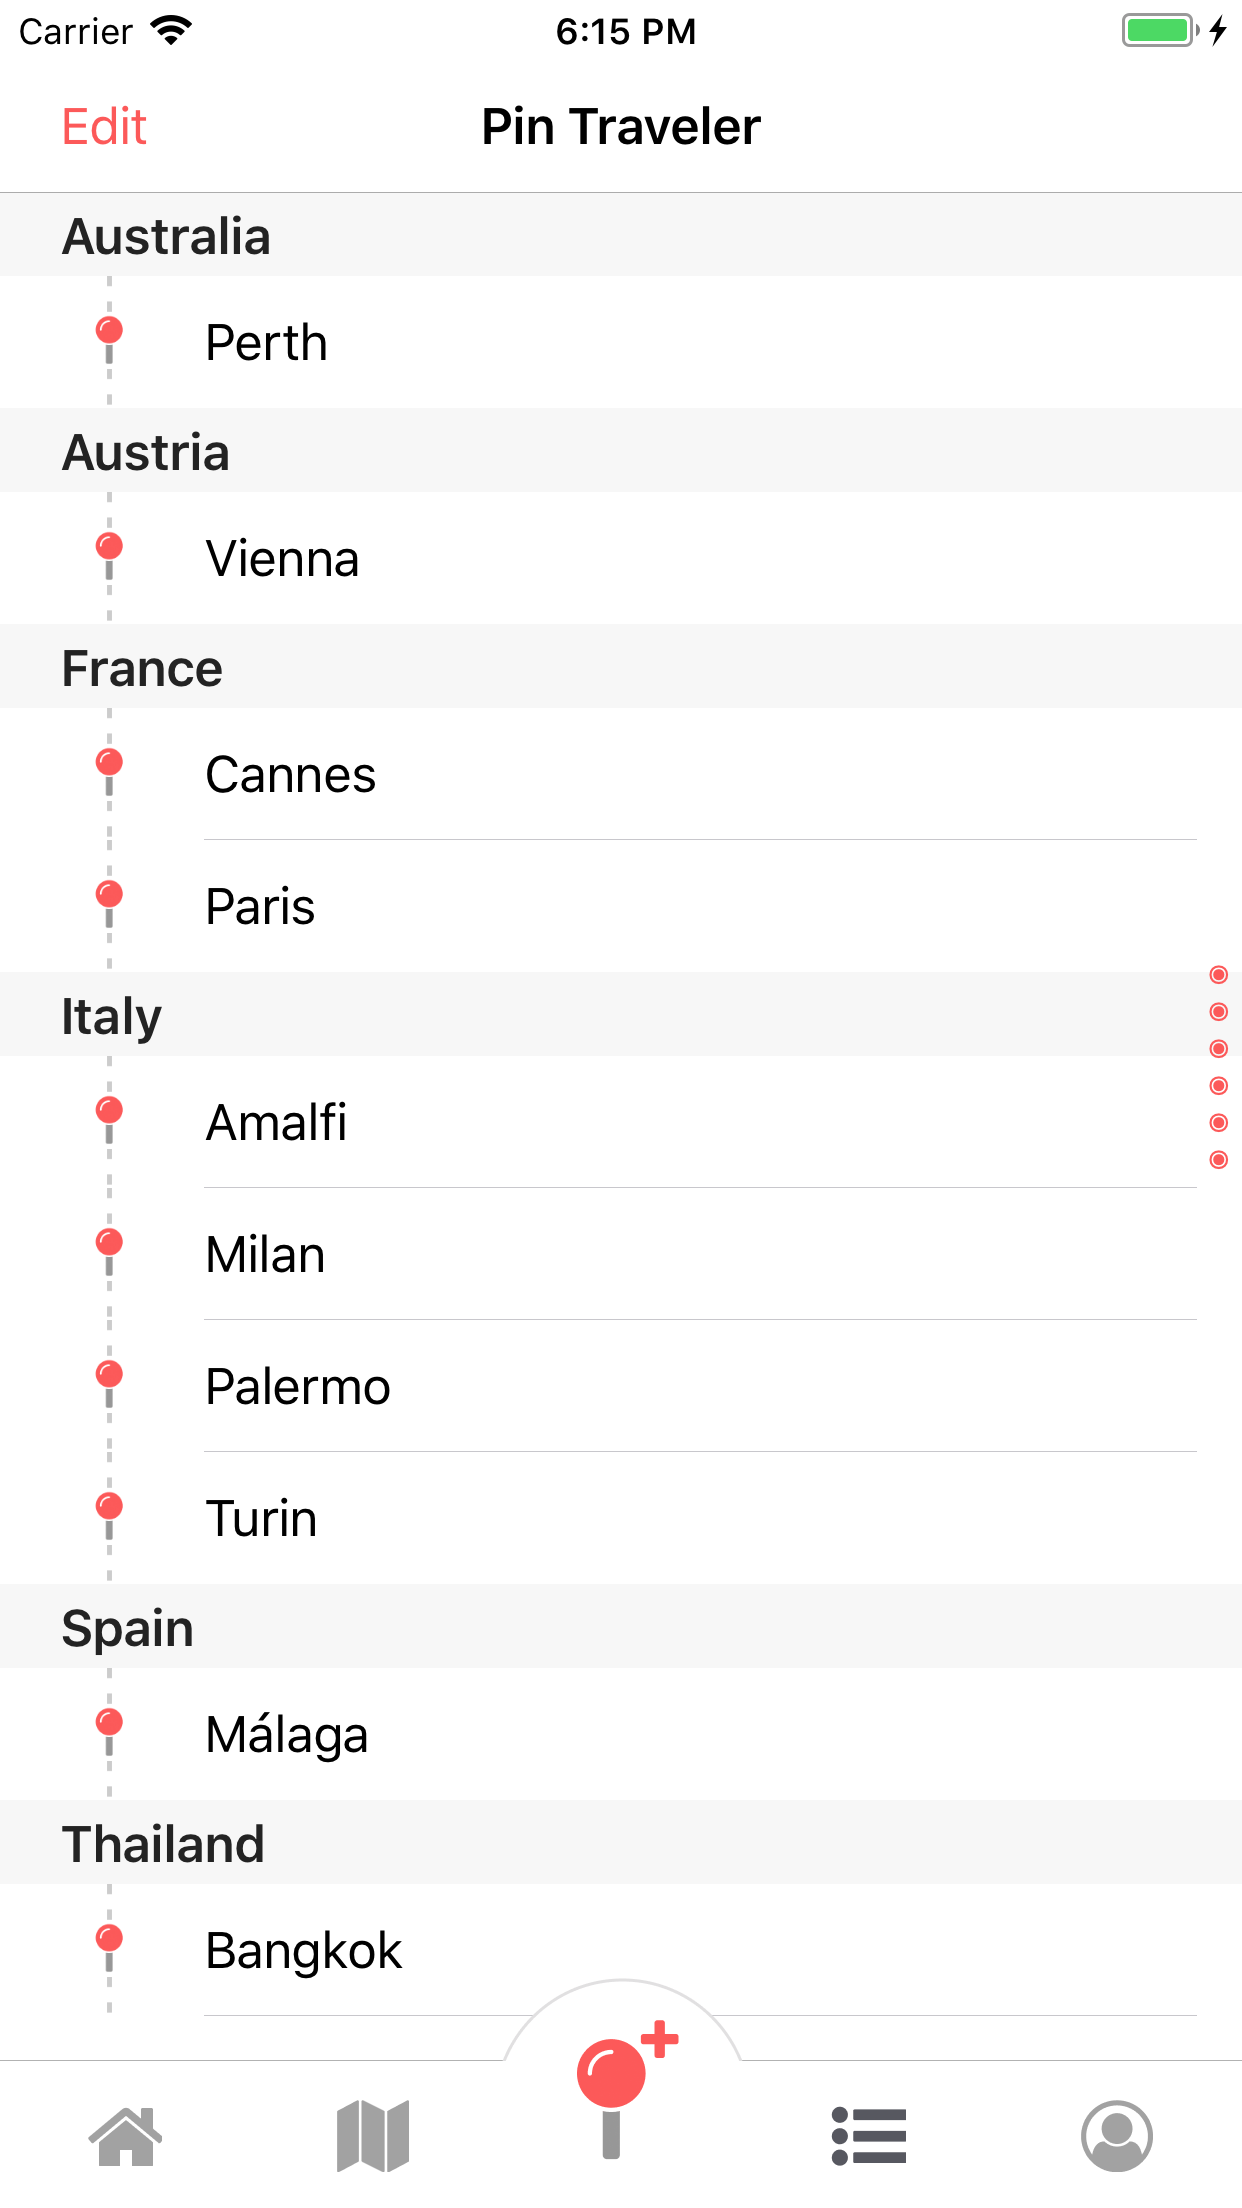 Carrier 6:15 PM
Edit Pin Traveler
Australia
Perth
Austria
Vienna
France
Cannes
Paris
Italy
Amalfi
Milan
Palermo
Turin
Spain
Málaga
Thailand
Bangkok